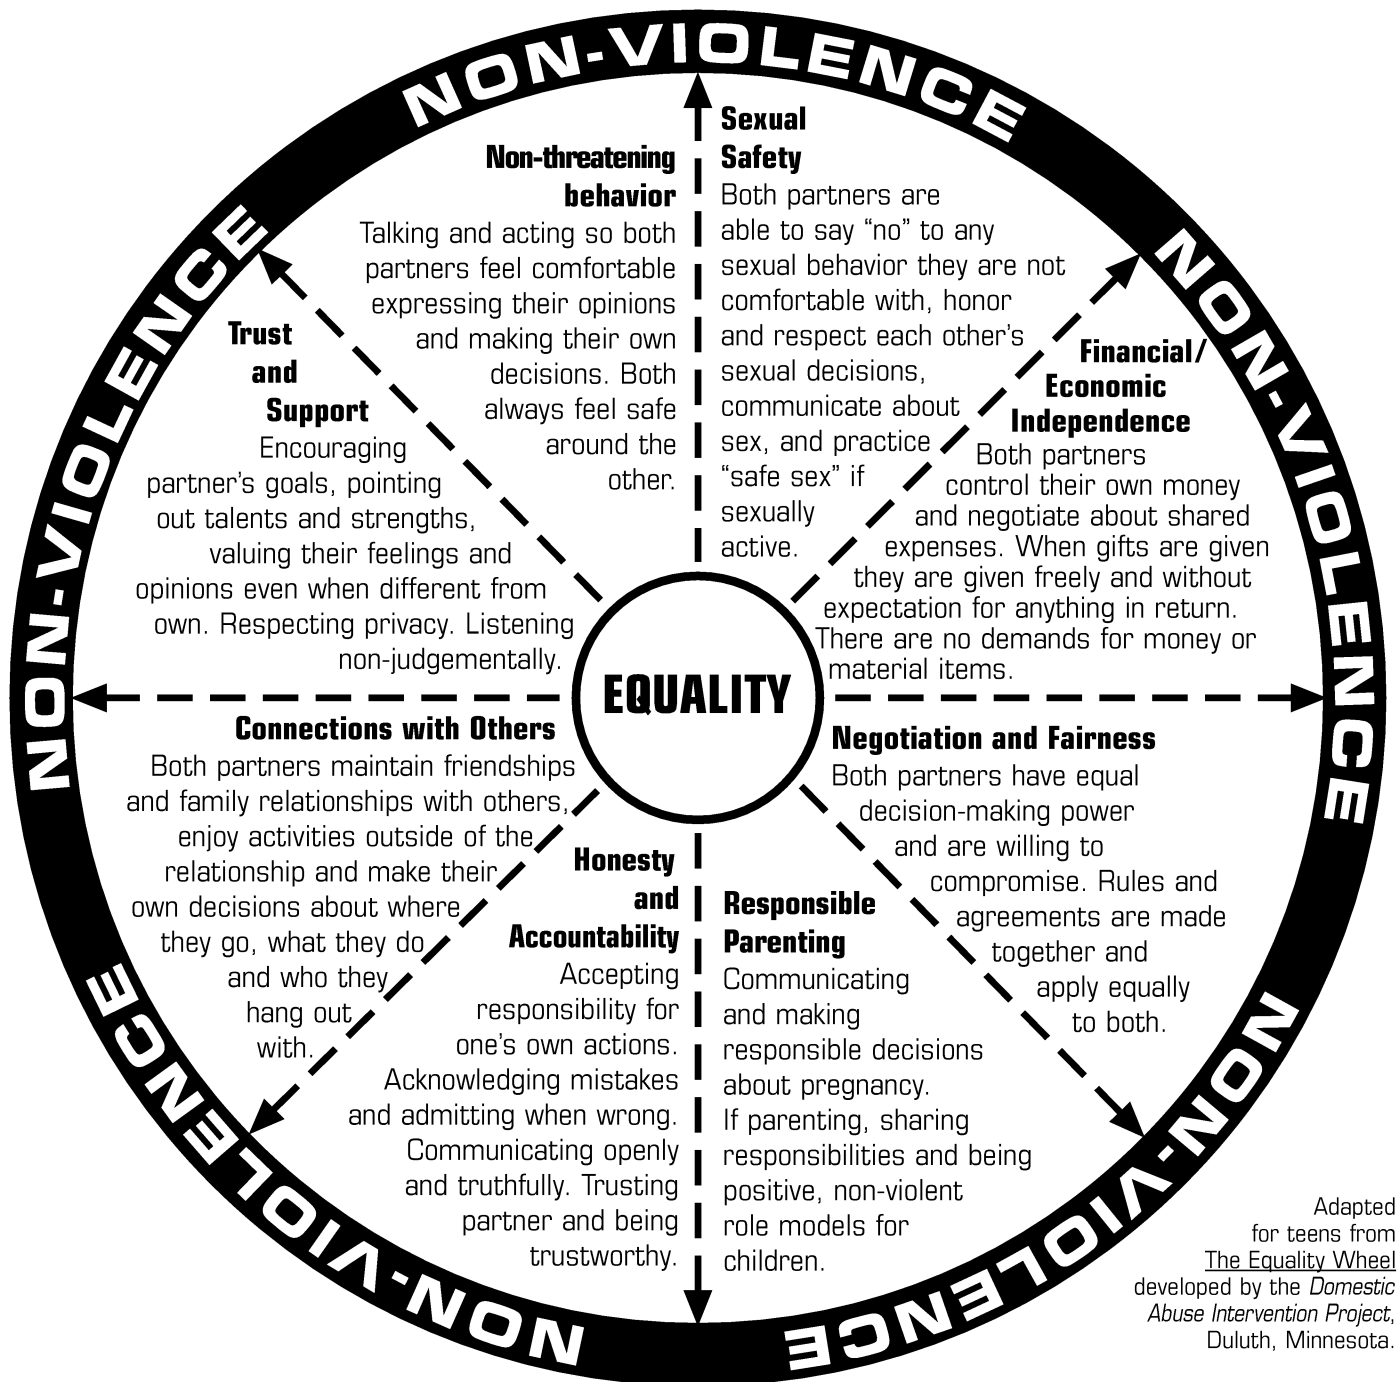 NON-VIOLENCE
NON-VIOLENCE
NON-VIOLENCE
NON-VIOLENCE
NON-VIOLENCE
Sexual
Safety
Both partners are
able to say “no” to any
sexual behavior they are not
comfortable with, honor
and respect each other’s
sexual decisions,
communicate about
sex, and practice
“safe sex” if
sexually
active.
Financial/
Economic
Independence
Both partners
control their own money
and negotiate about shared
expenses. When gifts are given
they are given freely and without
expectation for anything in return.
There are no demands for money or
material items.
Negotiation and Fairness
Both partners have equal
decision-making power
and are willing to
compromise. Rules and
agreements are made
together and
apply equally
to both.
Responsible
Parenting
Communicating
and making
responsible decisions
about pregnancy.
If parenting, sharing
responsibilities and being
positive, non-violent
role models for
children.
Honesty
and
Accountability
Accepting
responsibility for
one’s own actions.
Acknowledging mistakes
and admitting when wrong.
Communicating openly
and truthfully. Trusting
partner and being
trustworthy.
Connections with Others
Both partners maintain friendships
and family relationships with others,
enjoy activities outside of the
relationship and make their
own decisions about where
they go, what they do
and who they
hang out
with.
Trust
and
Support
Encouraging
partner’s goals, pointing
out talents and strengths,
valuing their feelings and
opinions even when different from
own. Respecting privacy. Listening
non-judgementally.
Non-threatening
behavior
Talking and acting so both
partners feel comfortable
expressing their opinions
and making their own
decisions. Both
always feel safe
around the
other.
EQUALITY
Adapted
for teens from
The Equality Wheel
developed by the Domestic
Abuse Intervention Project,
Duluth, Minnesota.